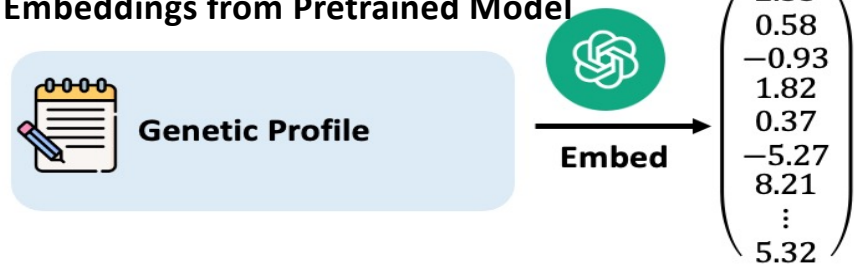 Embeddings from Pretrained Model
0.58
−0.93
1.82
Genetic Profile
0.37
Embed
−5.27
8.21
⋮
5.32